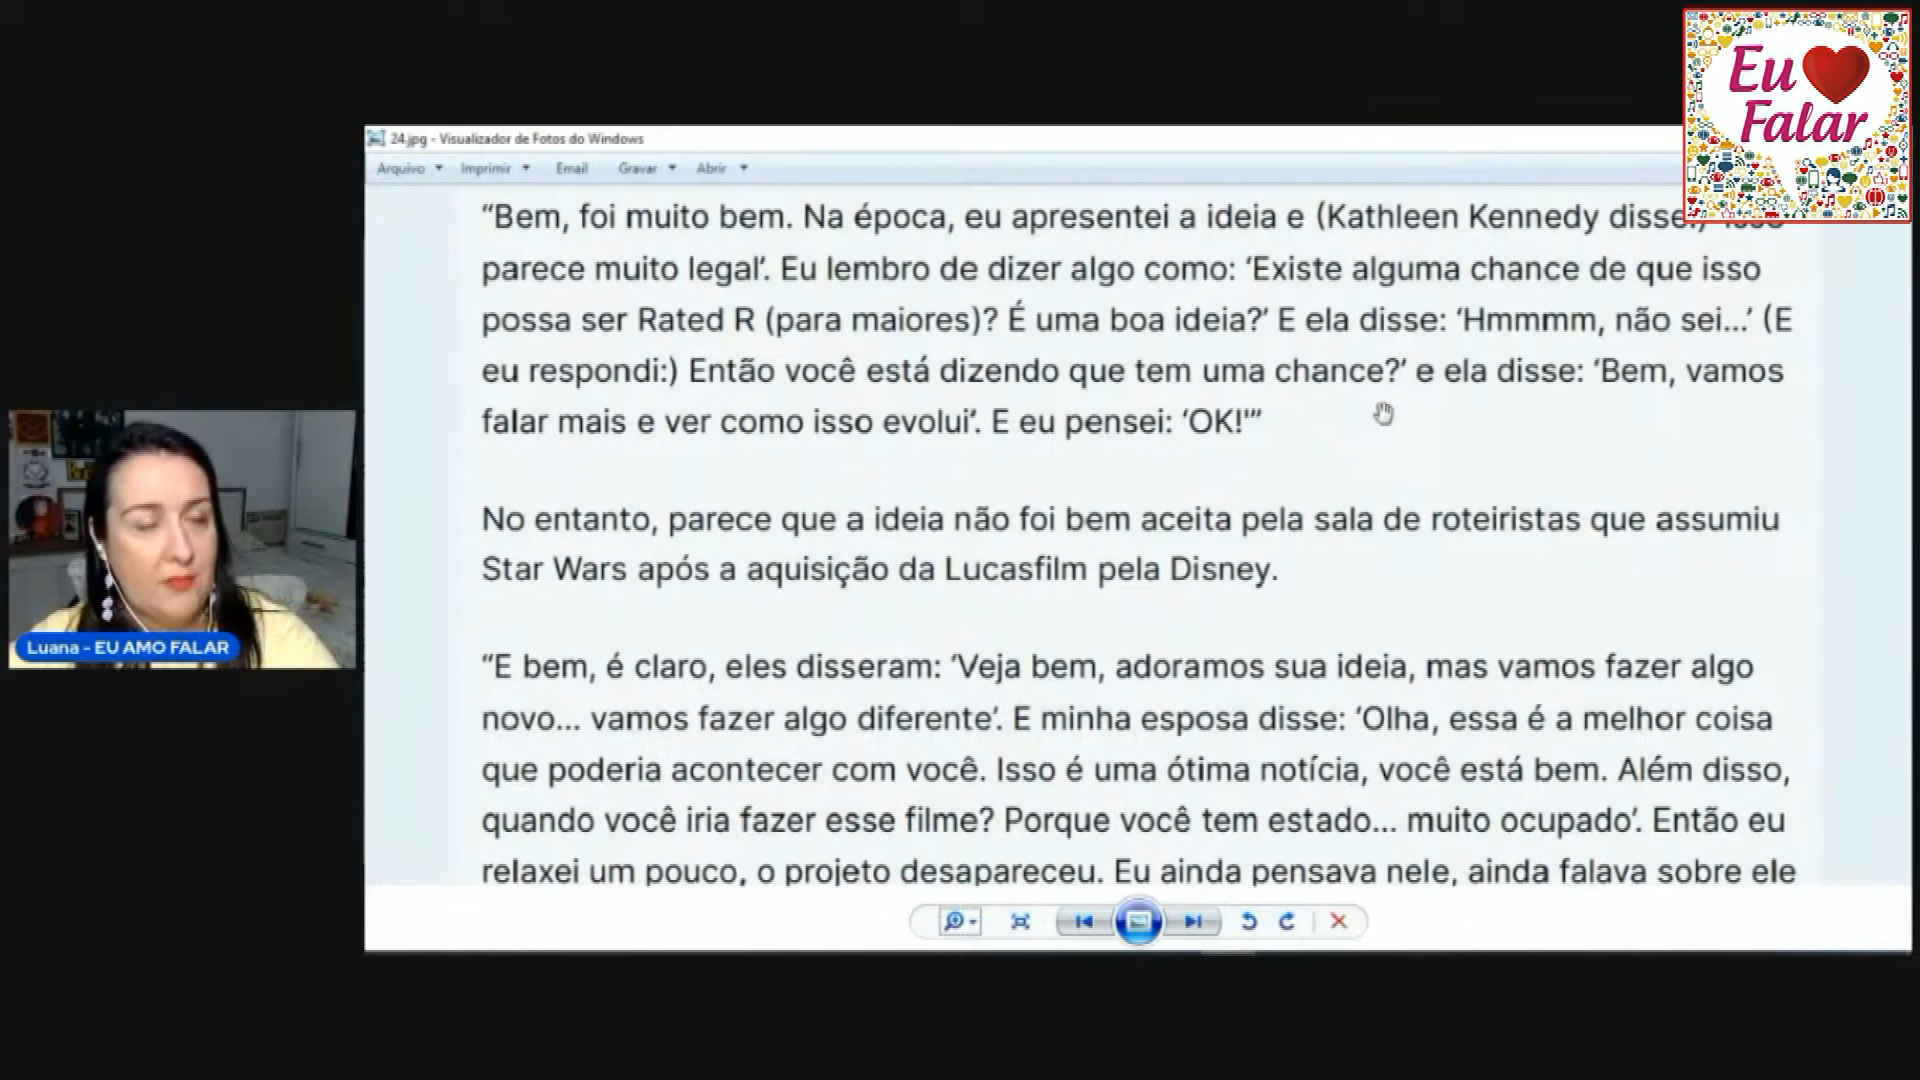 Eu
Falar
24.jpg - Visualizador de Fotos do Windows
Arquivo Imprimir Email Gravar Abrir
“Bem, foi muito bem. Na época, eu apresentei a ideia e (Kathleen Kennedy disse:)
parece muito legal’. Eu lembro de dizer algo como: ‘Existe alguma chance de que isso
possa ser Rated R (para maiores)? É uma boa ideia?’ E ela disse: ‘Hmmmm, não sei...’ (E
eu respondi:) Então você está dizendo que tem uma chance?’ e ela disse: ‘Bem, vamos
falar mais e ver como isso evolui’. E eu pensei: ‘OK!’”
No entanto, parece que a ideia não foi bem aceita pela sala de roteiristas que assumiu
Star Wars após a aquisição da Lucasfilm pela Disney.
“E bem, é claro, eles disseram: ‘Veja bem, adoramos sua ideia, mas vamos fazer algo
novo... vamos fazer algo diferente’. E minha esposa disse: ‘Olha, essa é a melhor coisa
que poderia acontecer com você. Isso é uma ótima notícia, você está bem. Além disso,
quando você iria fazer esse filme? Porque você tem estado... muito ocupado’. Então eu
relaxei um pouco, o projeto desapareceu. Eu ainda pensava nele, ainda falava sobre ele
Luana - EU AMO FALAR